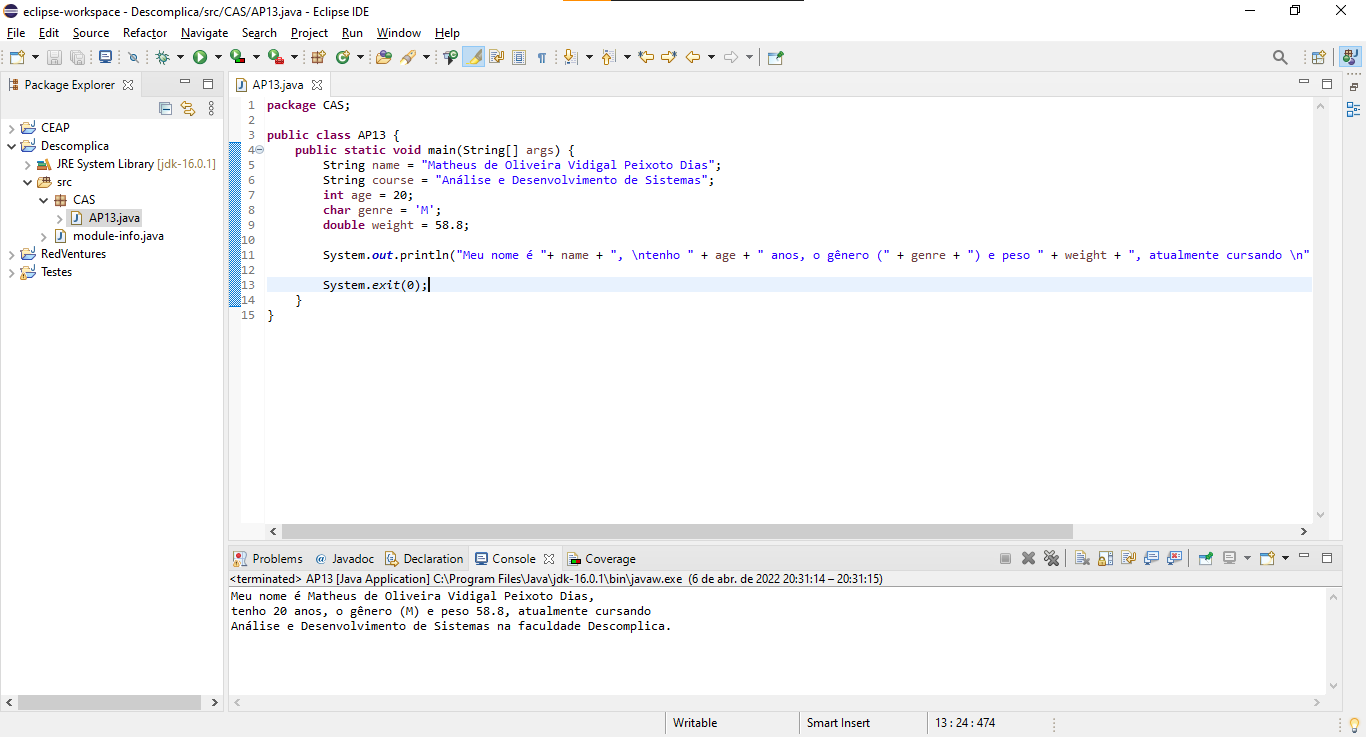 eclipse-workspace - Descomplica/src/CAS/AP13.java - Eclipse IDE
File Edit Source Refactor Navigate Search Project Run Window Help
Package Explorer
CEAP
Descomplica
JRE System Library [jdk-16.0.1]
src
CAS
AP13.java
module-info.java
RedVentures
Testes
AP13.java
1 package CAS;
2
3 public class AP13 {
4 public static void main(String[] args) {
5 String name = "Matheus de Oliveira Vidigal Peixoto Dias";
6 String course = "Análise e Desenvolvimento de Sistemas";
7 int age = 20;
8 char genre = 'M';
9 double weight = 58.8;
10
11 System.out.println("Meu nome é "+ name + ", \ntenho " + age + " anos, o gênero (" + genre + ") e peso " + weight + ", atualmente cursando \n"
12
13 System.exit(0);
14 }
15 }
Problems @ Javadoc Declaration Console Coverage
<terminated> AP13 [Java Application] C:\Program Files\Java\jdk-16.0.1\bin\javaw.exe (6 de abr. de 2022 20:31:14 – 20:31:15)
Meu nome é Matheus de Oliveira Vidigal Peixoto Dias,
tenho 20 anos, o gênero (M) e peso 58.8, atualmente cursando
Análise e Desenvolvimento de Sistemas na faculdade Descomplica.
Writable Smart Insert 13 : 24 : 474